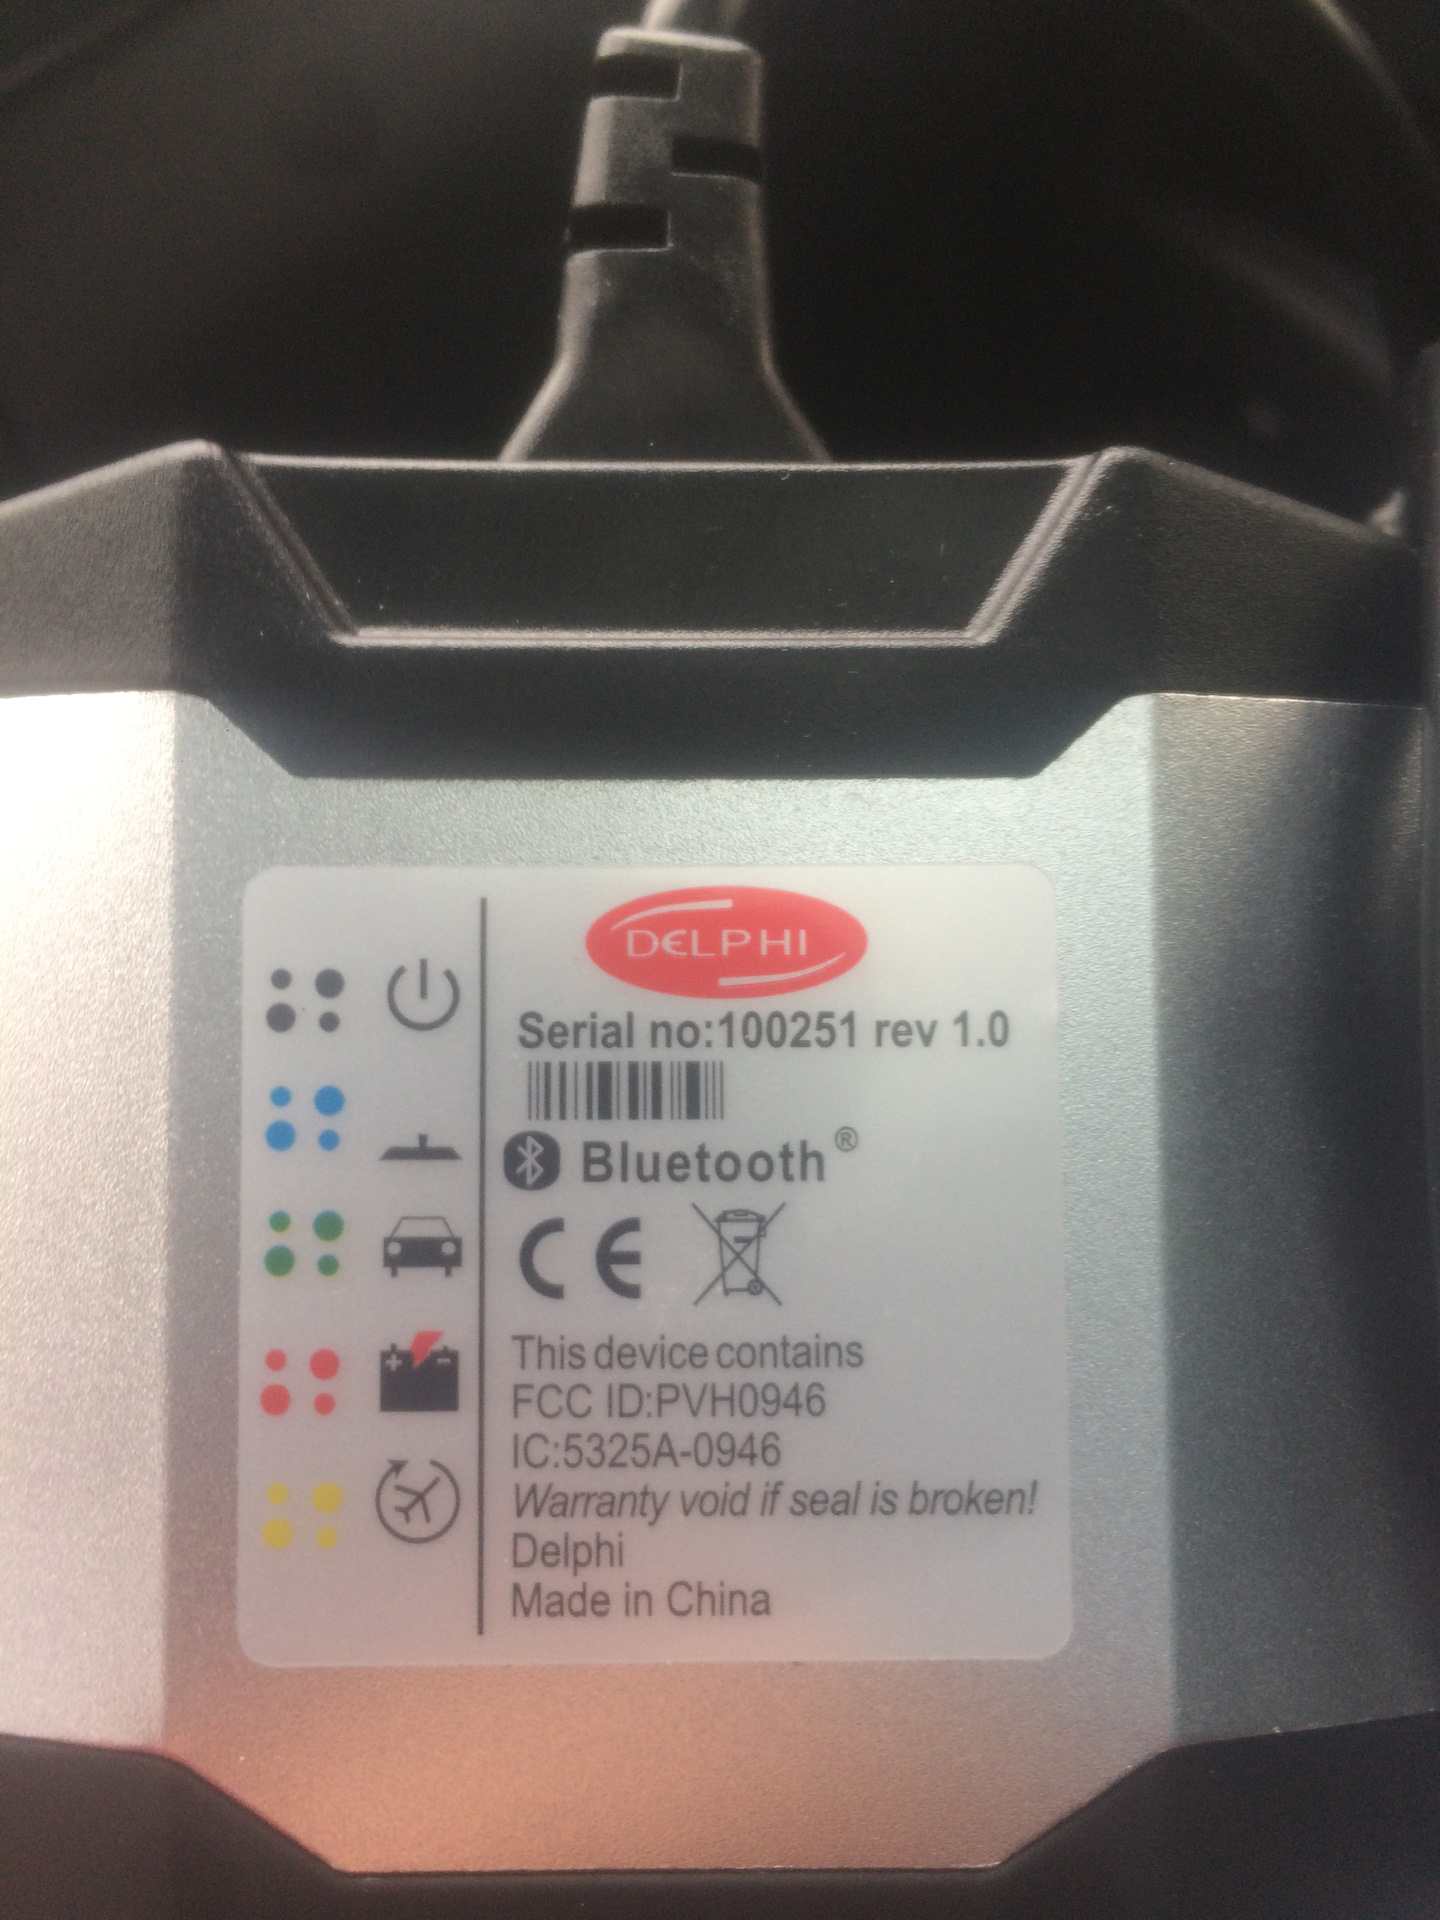 DELPHI
Serial no:100251 rev 1.0
Bluetooth®
CE
This device contains
FCC ID:PVH0946
IC:5325A-0946
Warranty void if seal is broken!
Delphi
Made in China